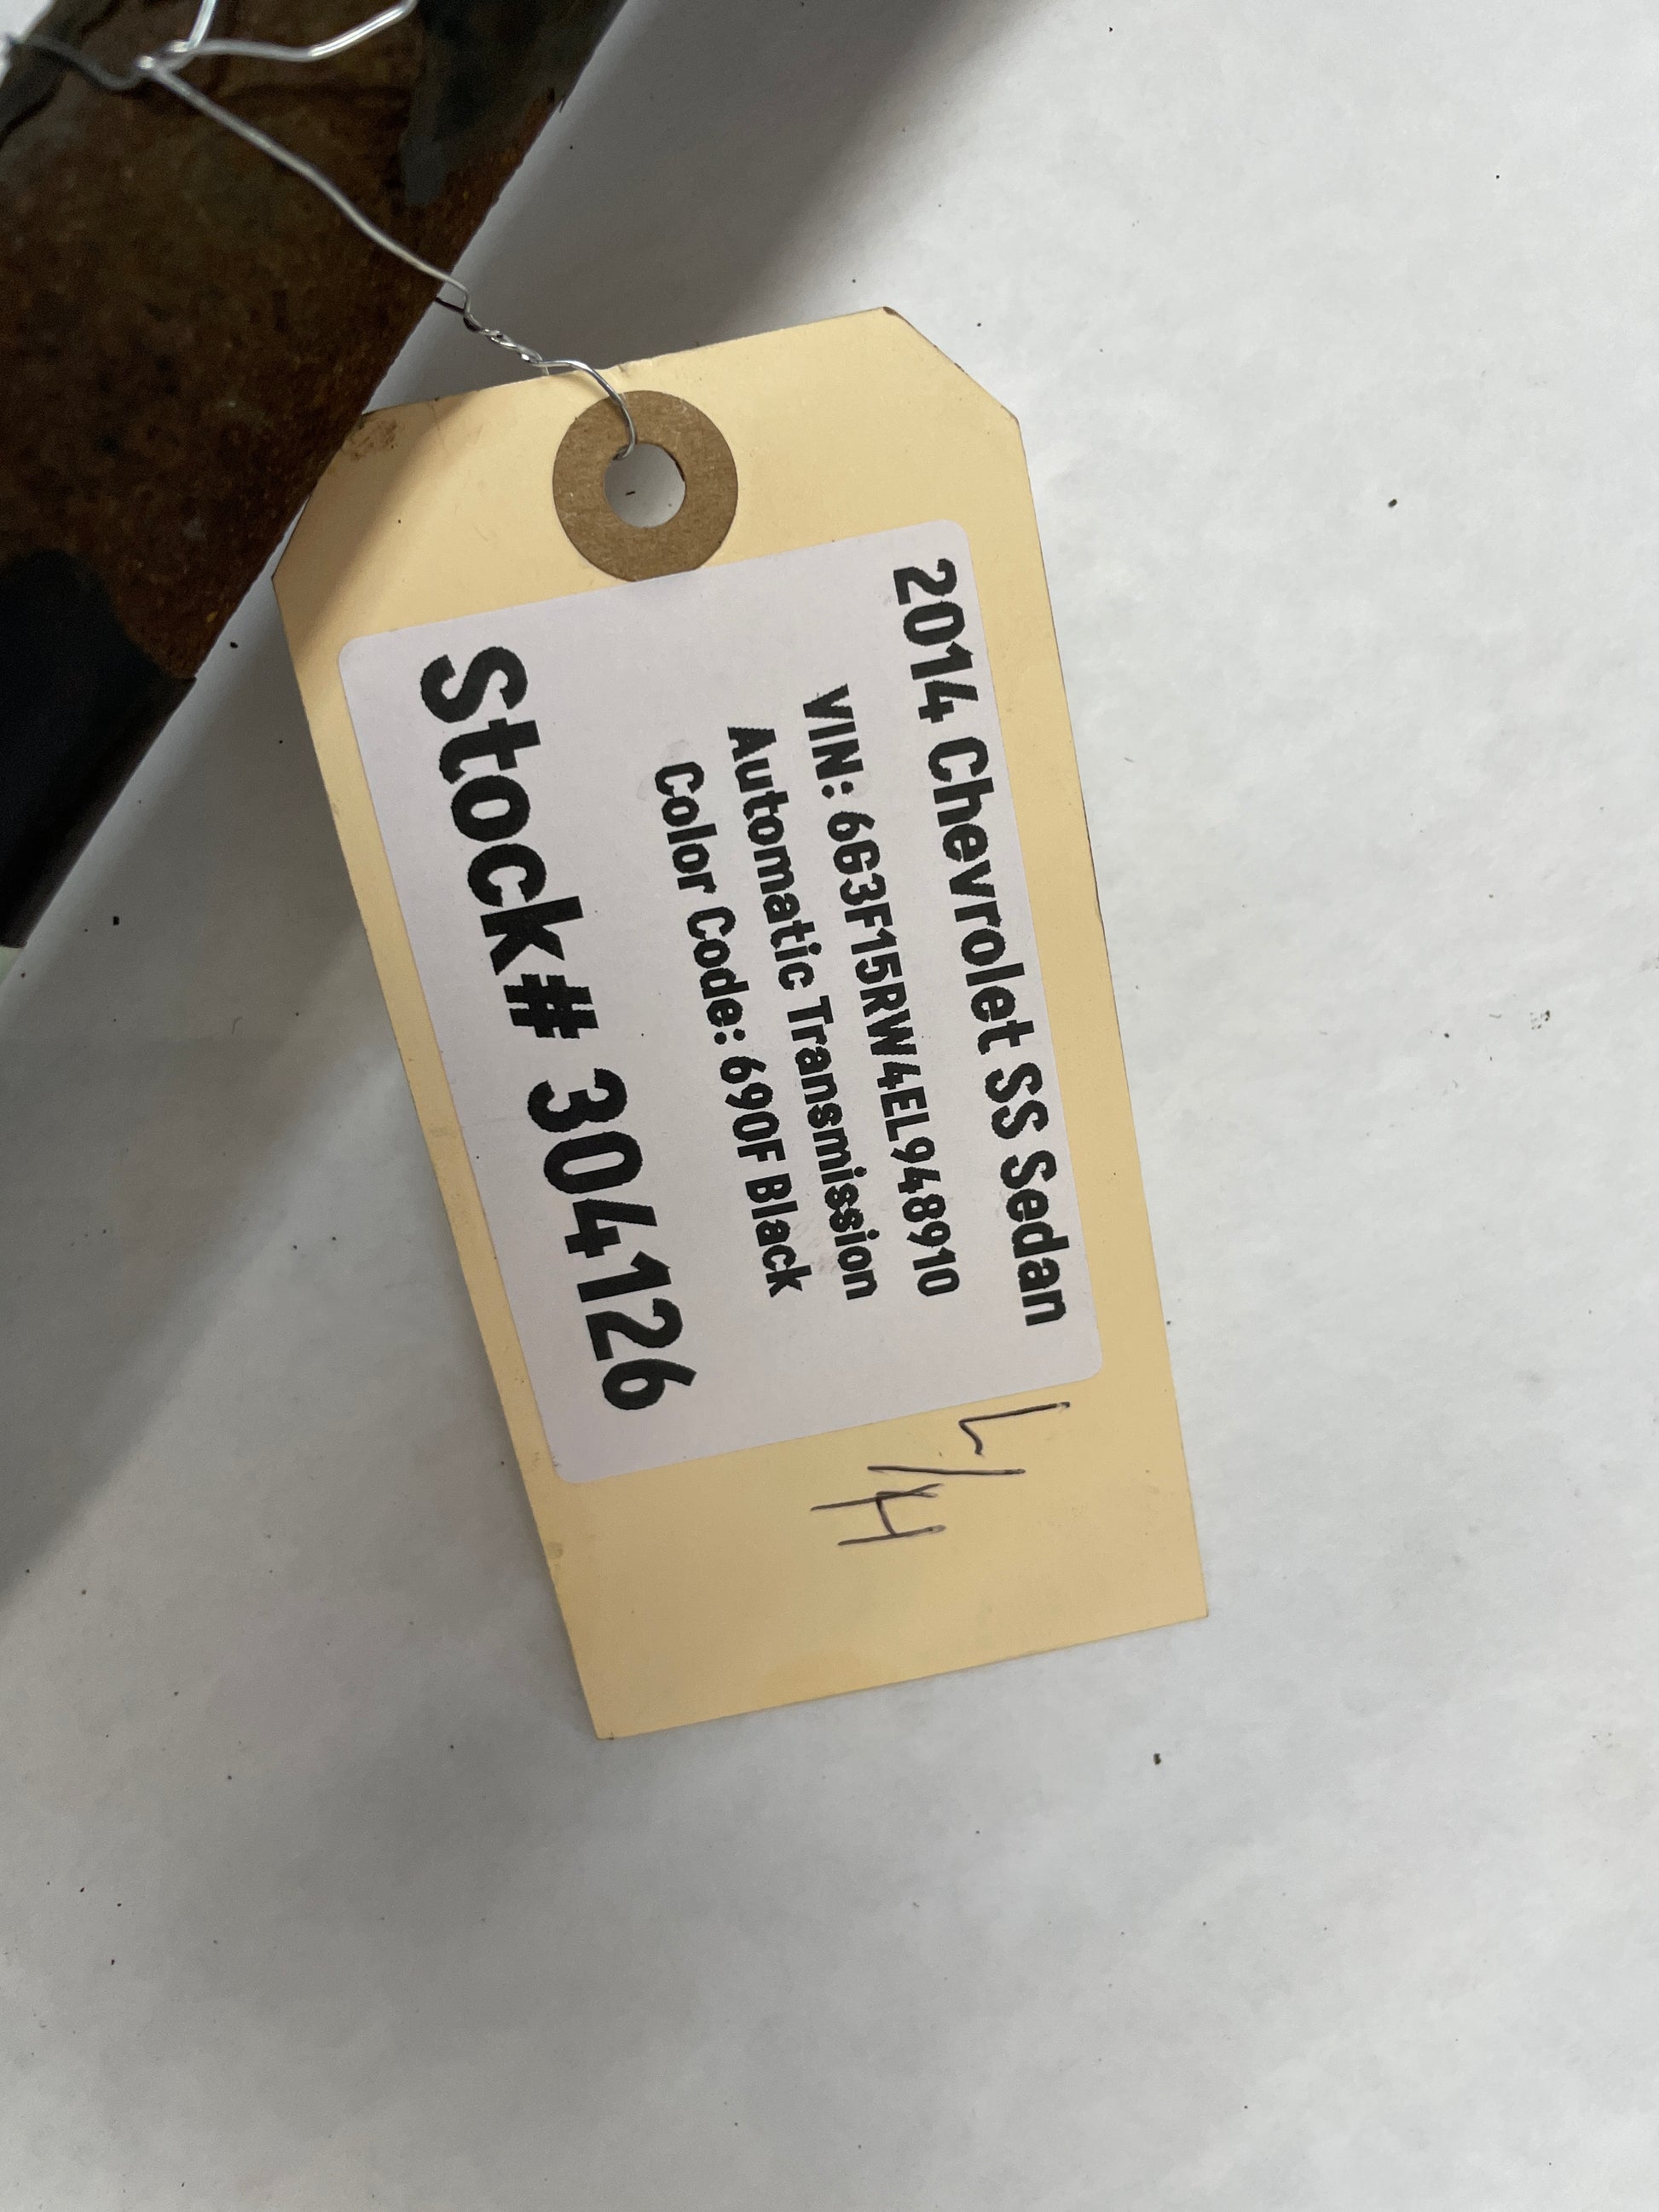 2014 Chevrolet SS Sedan
VIN: 6G3F15RW4EL948910
Automatic Transmission
Color Code: 690F Black
Stock# 304126
L/H